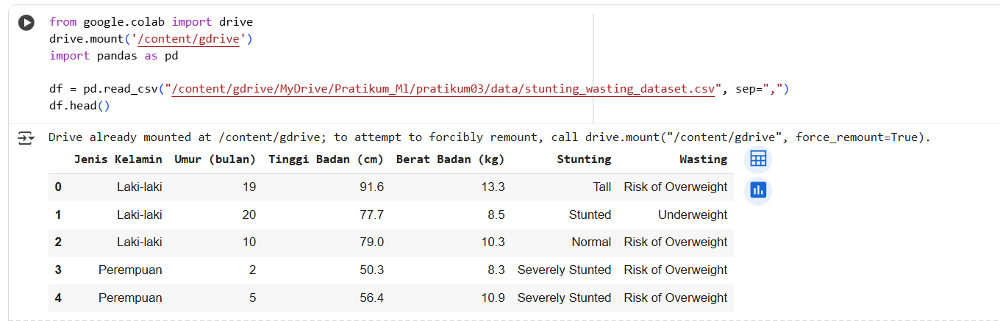 from google.colab import drive
drive.mount('/content/gdrive')
import pandas as pd
df = pd.read_csv("/content/gdrive/MyDrive/Pratikum_Ml/pratikum03/data/stunting_wasting_dataset.csv", sep=",")
df.head()
Drive already mounted at /content/gdrive; to attempt to forcibly remount, call drive.mount("/content/gdrive", force_remount=True).
Jenis Kelamin Umur (bulan) Tinggi Badan (cm) Berat Badan (kg) Stunting Wasting
0 Laki-laki 19 91.6 13.3 Tall Risk of Overweight
1 Laki-laki 20 77.7 8.5 Stunted Underweight
2 Laki-laki 10 79.0 10.3 Normal Risk of Overweight
3 Perempuan 2 50.3 8.3 Severely Stunted Risk of Overweight
4 Perempuan 5 56.4 10.9 Severely Stunted Risk of Overweight